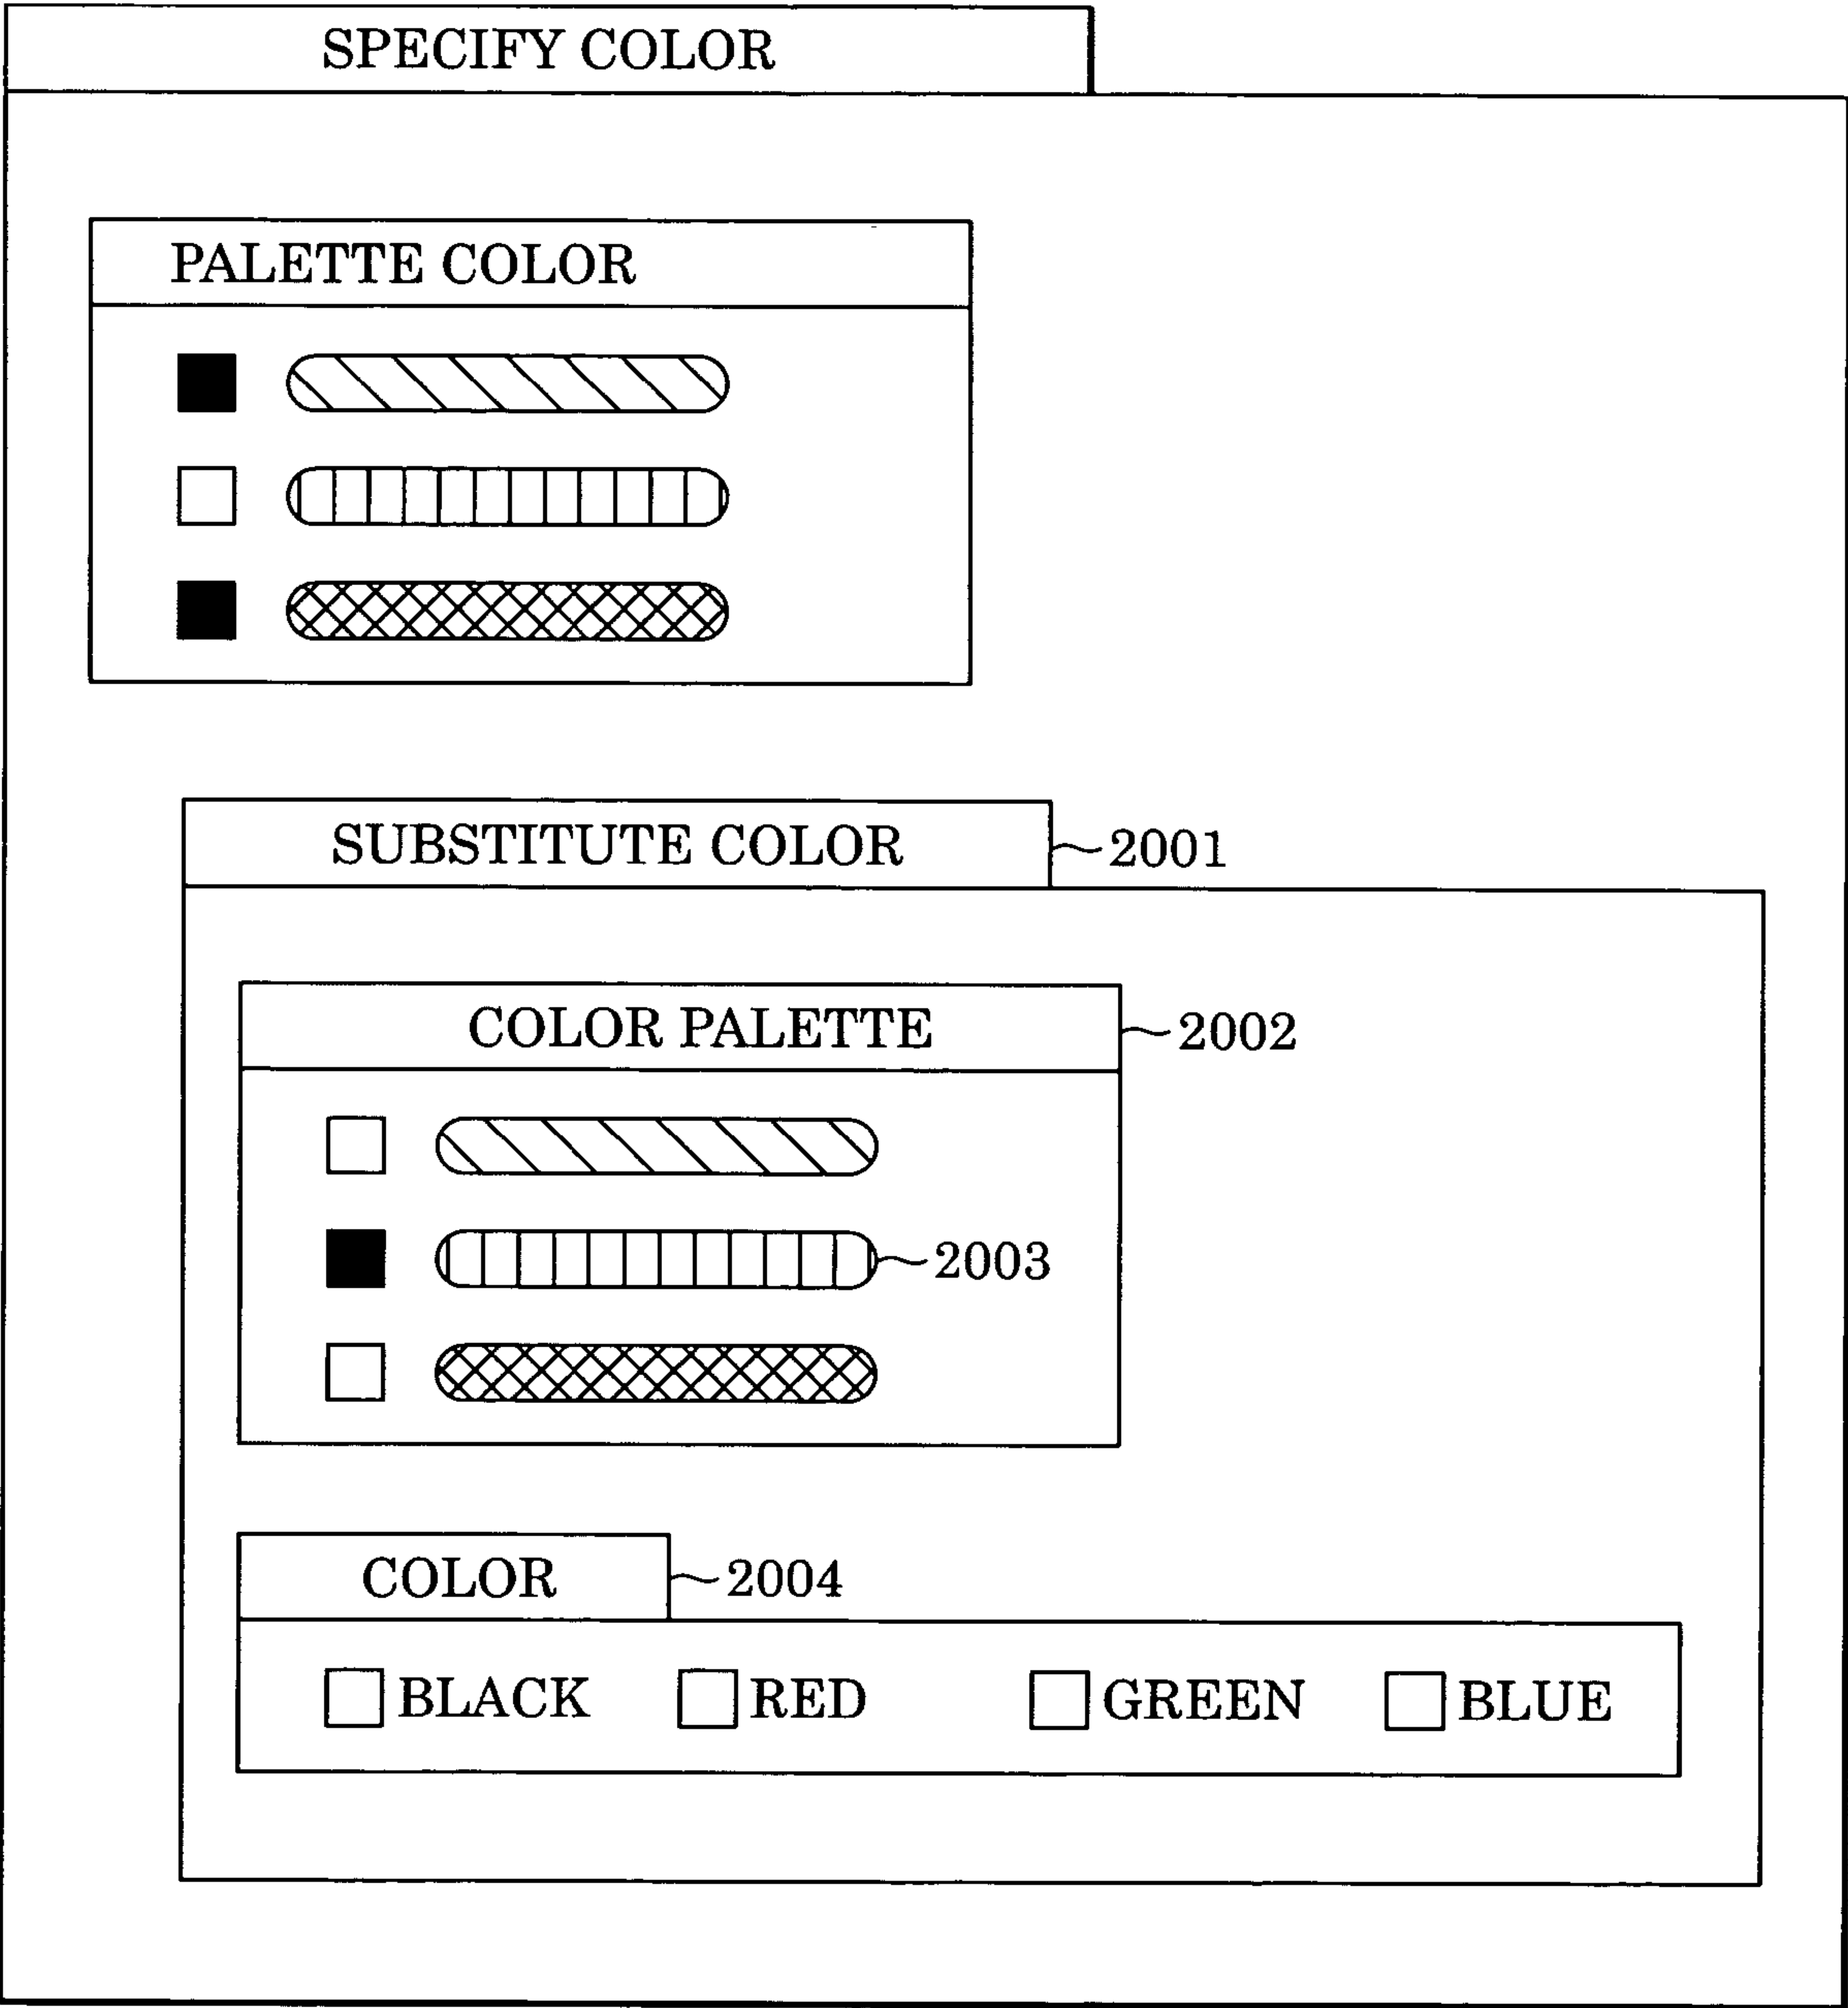 SPECIFY COLOR
PALETTE COLOR
SUBSTITUTE COLOR
2001
COLOR PALETTE
2002
2003
COLOR
2004
BLACK RED GREEN BLUE